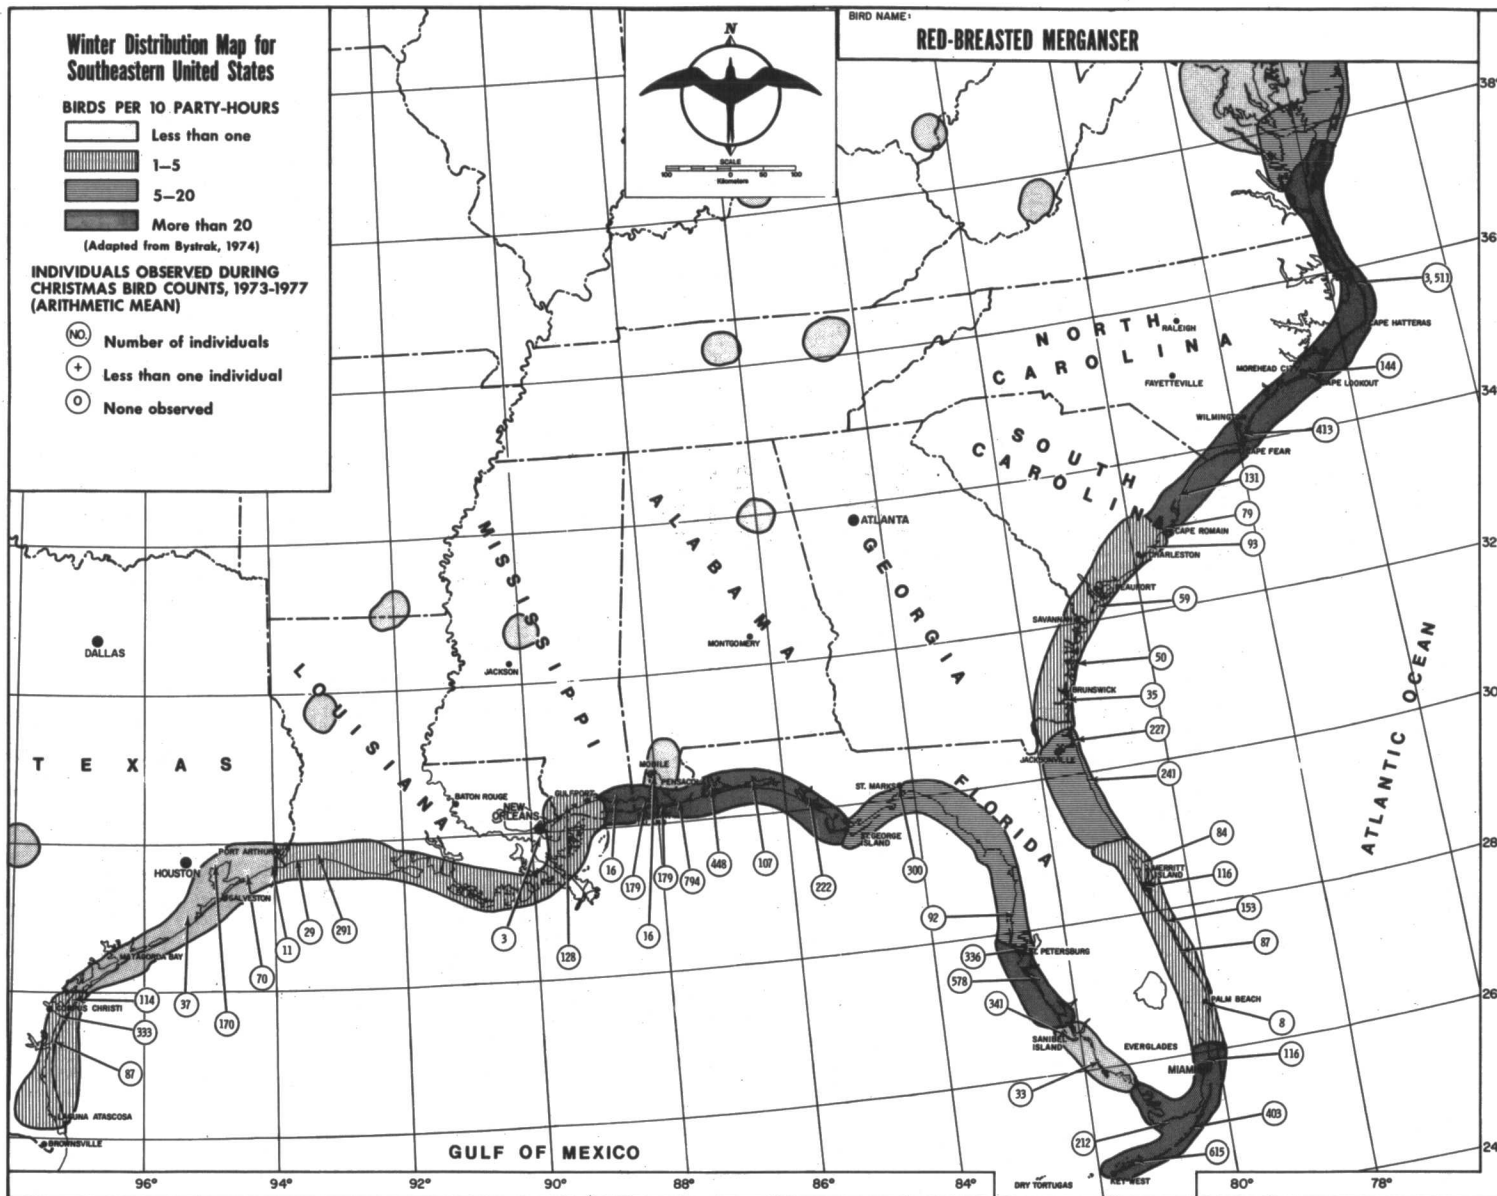 Winter Distribution Map for
Southeastern United States
BIRDS PER 10 PARTY-HOURS
Less than one
1–5
5–20
More than 20
(Adapted from Bystrak, 1974)
INDIVIDUALS OBSERVED DURING
CHRISTMAS BIRD COUNTS, 1973-1977
(ARITHMETIC MEAN)
NO. Number of individuals
+ Less than one individual
O None observed
N
SCALE
100 0 100
Kilometers
BIRD NAME:
RED-BREASTED MERGANSER
38°
36°
34°
32°
30°
28°
26°
24°
3,511
CAPE HATTERAS
NORTH
CAROLINA
RALEIGH
FAYETTEVILLE
MOREHEAD CITY
144
CAPE LOOKOUT
WILMINGTON
413
CAPE FEAR
SOUTH
CAROLINA
131
79
CAPE ROMAIN
93
CHARLESTON
BEAUFORT
59
SAVANNAH
50
BRUNSWICK
35
227
JACKSONVILLE
241
84
MERRITT
ISLAND
116
153
87
PALM BEACH
8
116
MIAMI
403
615
KEY WEST
212
DRY TORTUGAS
33
EVERGLADES
SANIBEL
ISLAND
341
578
336
ST. PETERSBURG
92
FLORIDA
300
ST. MARKS
ST. GEORGE
ISLAND
222
107
448
794
179
16
179
16
PENSACOLA
MOBILE
GULFPORT
128
3
NEW
ORLEANS
BATON ROUGE
291
29
11
70
170
37
114
333
87
PORT ARTHUR
HOUSTON
GALVESTON
MATAGORDA BAY
CORPUS CHRISTI
LAGUNA ATASCOSA
BROWNSVILLE
TEXAS
DALLAS
LOUISIANA
MISSISSIPPI
JACKSON
ALABAMA
MONTGOMERY
GEORGIA
ATLANTA
ATLANTIC OCEAN
GULF OF MEXICO
96°
94°
92°
90°
88°
86°
84°
82°
80°
78°